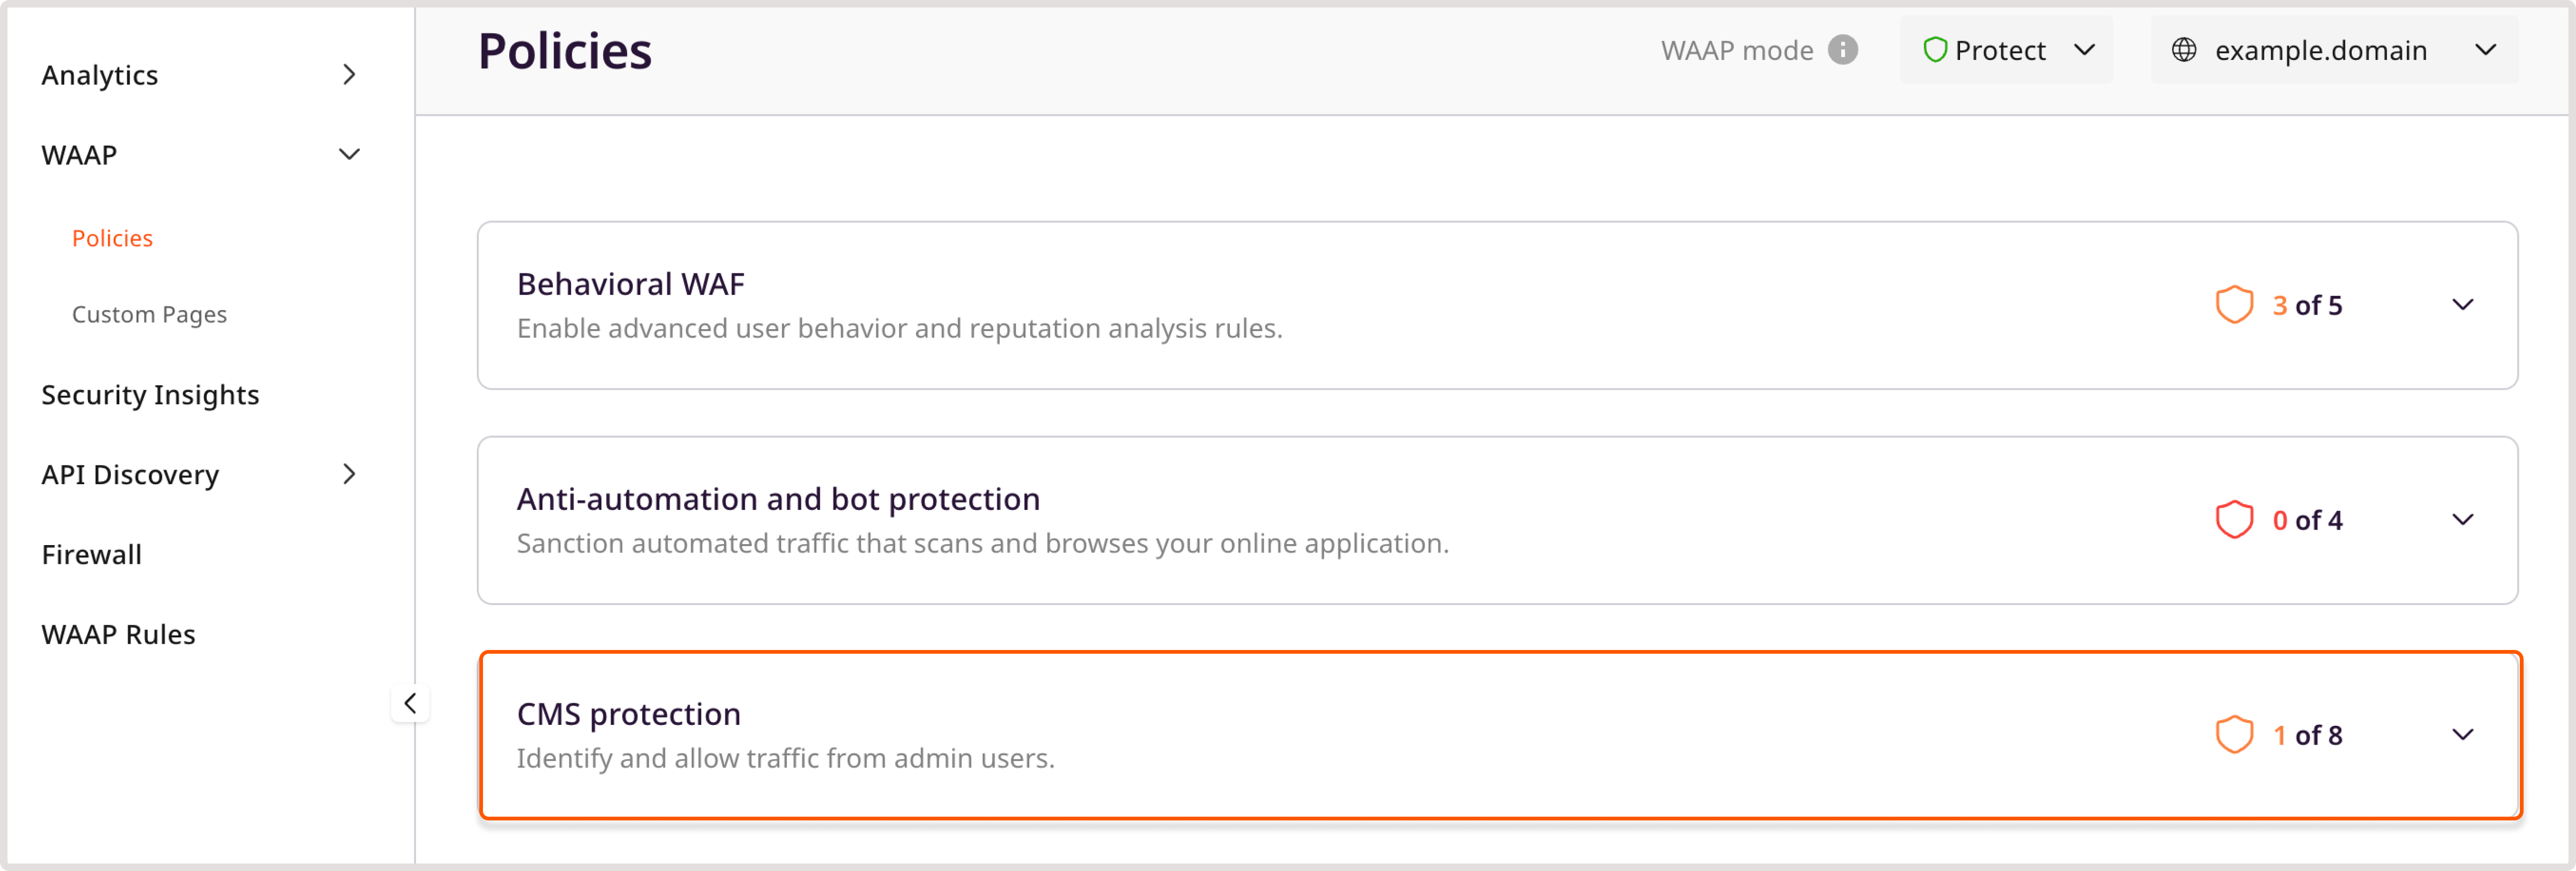 Analytics
WAAP
Policies
Custom Pages
Security Insights
API Discovery
Firewall
WAAP Rules
Policies
WAAP mode
Protect
example.domain
Behavioral WAF
Enable advanced user behavior and reputation analysis rules.
3 of 5
Anti-automation and bot protection
Sanction automated traffic that scans and browses your online application.
0 of 4
CMS protection
Identify and allow traffic from admin users.
1 of 8